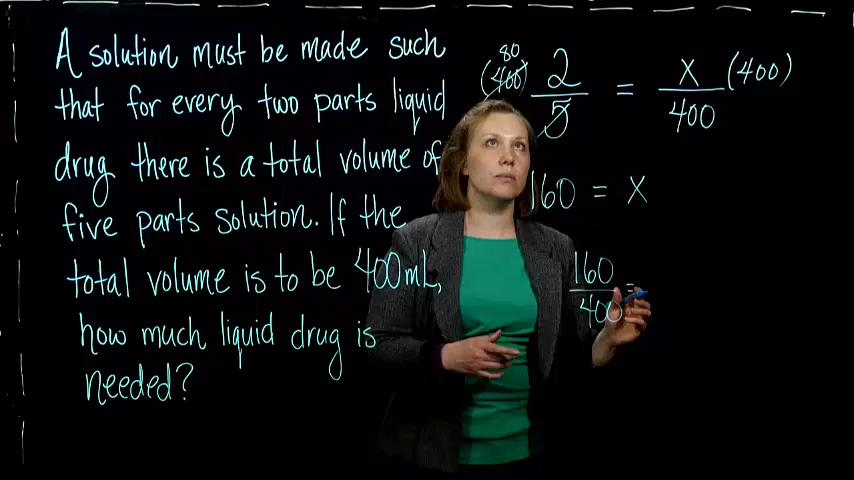 A solution must be made such
that for every two parts liquid
drug there is a total volume of
five parts solution. If the
total volume is to be 400mL,
how much liquid drug is
needed?
80
(400) 2/5 = x/400 (400)
160 = x
160/400 =